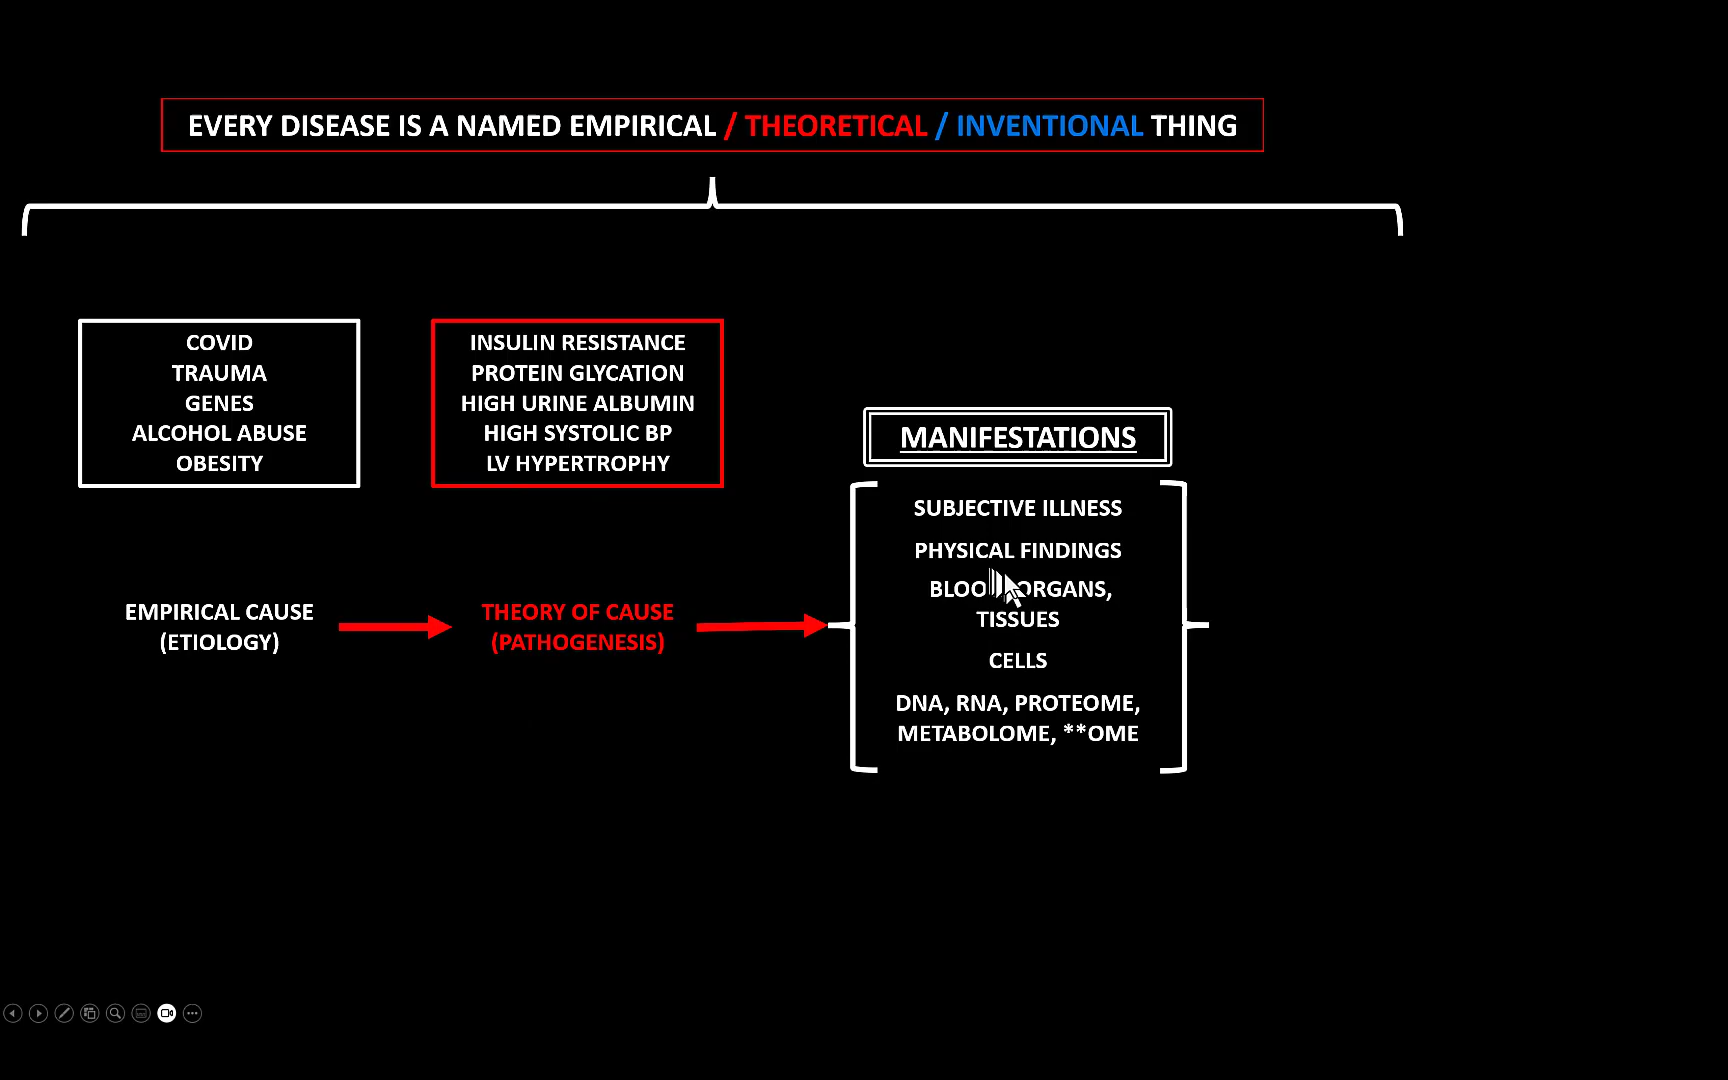 EVERY DISEASE IS A NAMED EMPIRICAL / THEORETICAL / INVENTIONAL THING
COVID
TRAUMA
GENES
ALCOHOL ABUSE
OBESITY
INSULIN RESISTANCE
PROTEIN GLYCATION
HIGH URINE ALBUMIN
HIGH SYSTOLIC BP
LV HYPERTROPHY
EMPIRICAL CAUSE
(ETIOLOGY)
THEORY OF CAUSE
(PATHOGENESIS)
MANIFESTATIONS
SUBJECTIVE ILLNESS
PHYSICAL FINDINGS
ORGANS,
TISSUES
CELLS
DNA, RNA, PROTEOME,
METABOLOME, **OME